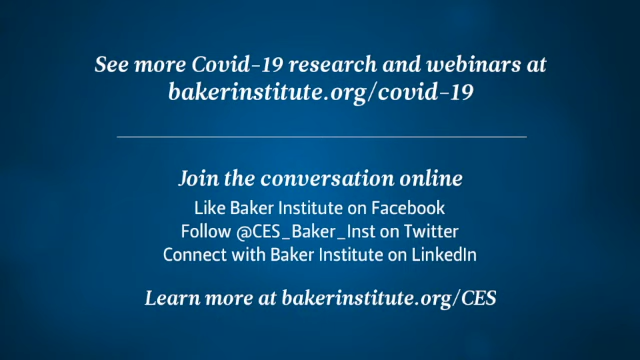 See more Covid-19 research and webinars at
bakerinstitute.org/covid-19
Join the conversation online
Like Baker Institute on Facebook
Follow @CES_Baker_Inst on Twitter
Connect with Baker Institute on LinkedIn
Learn more at bakerinstitute.org/CES